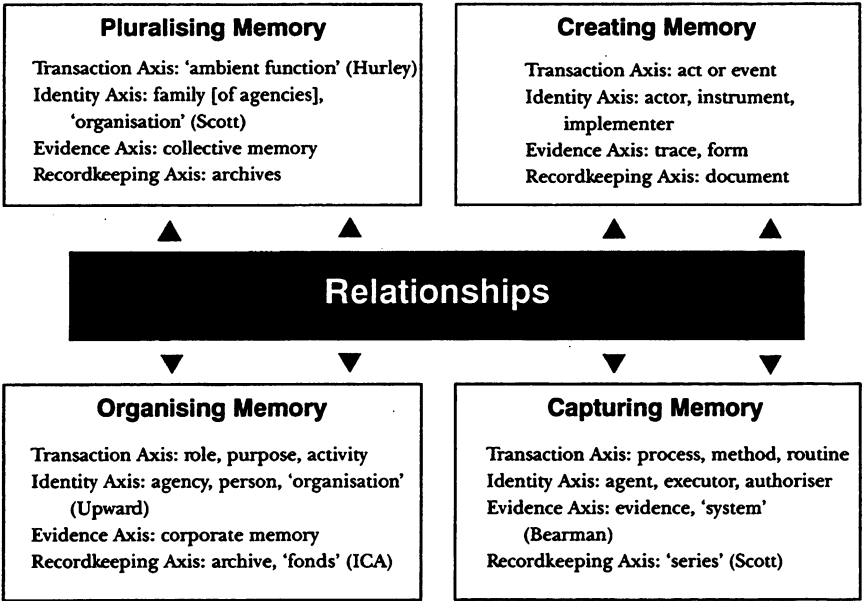 Pluralising Memory
Transaction Axis: ‘ambient function’ (Hurley)
Identity Axis: family [of agencies],
‘organisation’ (Scott)
Evidence Axis: collective memory
Recordkeeping Axis: archives
Creating Memory
Transaction Axis: act or event
Identity Axis: actor, instrument,
implementer
Evidence Axis: trace, form
Recordkeeping Axis: document
Relationships
Organising Memory
Transaction Axis: role, purpose, activity
Identity Axis: agency, person, ‘organisation’
(Upward)
Evidence Axis: corporate memory
Recordkeeping Axis: archive, ‘fonds’ (ICA)
Capturing Memory
Transaction Axis: process, method, routine
Identity Axis: agent, executor, authoriser
Evidence Axis: evidence, ‘system’
(Bearman)
Recordkeeping Axis: ‘series’ (Scott)